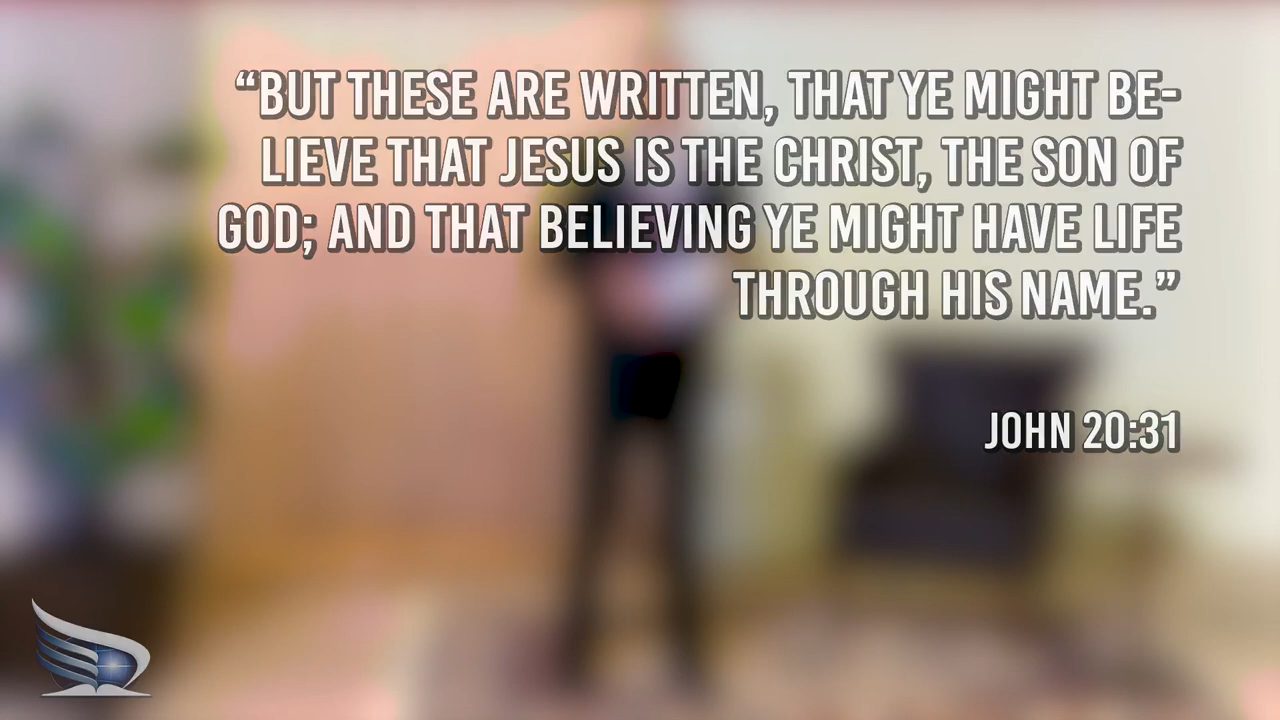 “BUT THESE ARE WRITTEN, THAT YE MIGHT BE-
LIEVE THAT JESUS IS THE CHRIST, THE SON OF
GOD; AND THAT BELIEVING YE MIGHT HAVE LIFE
THROUGH HIS NAME.”
JOHN 20:31